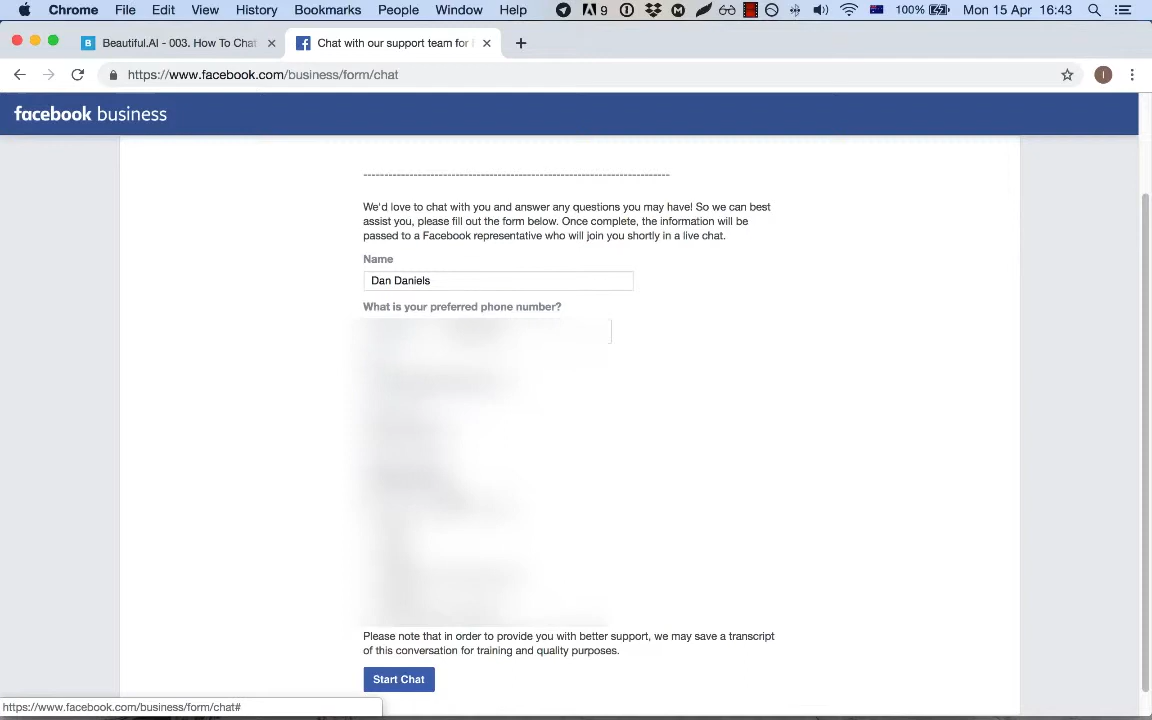 Chrome File Edit View History Bookmarks People Window Help 9 100% Mon 15 Apr 16:43
B Beautiful.AI - 003. How To Chat Chat with our support team for
https://www.facebook.com/business/form/chat I
facebook business
--------------------------------------------------------------------------
We'd love to chat with you and answer any questions you may have! So we can best
assist you, please fill out the form below. Once complete, the information will be
passed to a Facebook representative who will join you shortly in a live chat.
Name
Dan Daniels
What is your preferred phone number?
Please note that in order to provide you with better support, we may save a transcript
of this conversation for training and quality purposes.
Start Chat
https://www.facebook.com/business/form/chat#